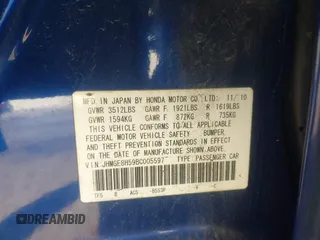 MFD. IN JAPAN BY HONDA MOTOR CO., LTD. 11/10
GVWR 3512LBS GAWR F 1921LBS R 1619LBS
GVWR 1594KG GAWR F 872KG R 735KG
THIS VEHICLE CONFORMS TO ALL APPLICABLE
FEDERAL MOTOR VEHICLE SAFETY, BUMPER,
AND THEFT PREVENTION STANDARDS IN EFFECT
ON THE DATE OF MANUFACTURE SHOWN ABOVE.
V.I.N: JHMGE8H59BC005597 TYPE: PASSENGER CAR
AC5 B553P
DREAMBID